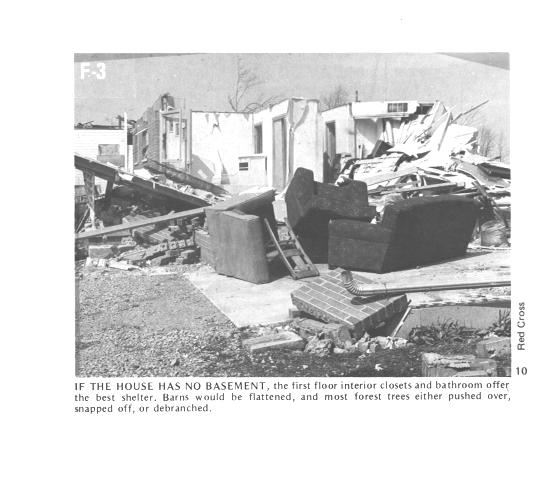 F-3
Red Cross
10
IF THE HOUSE HAS NO BASEMENT, the first floor interior closets and bathroom offer
the best shelter. Barns would be flattened, and most forest trees either pushed over,
snapped off, or debranched.